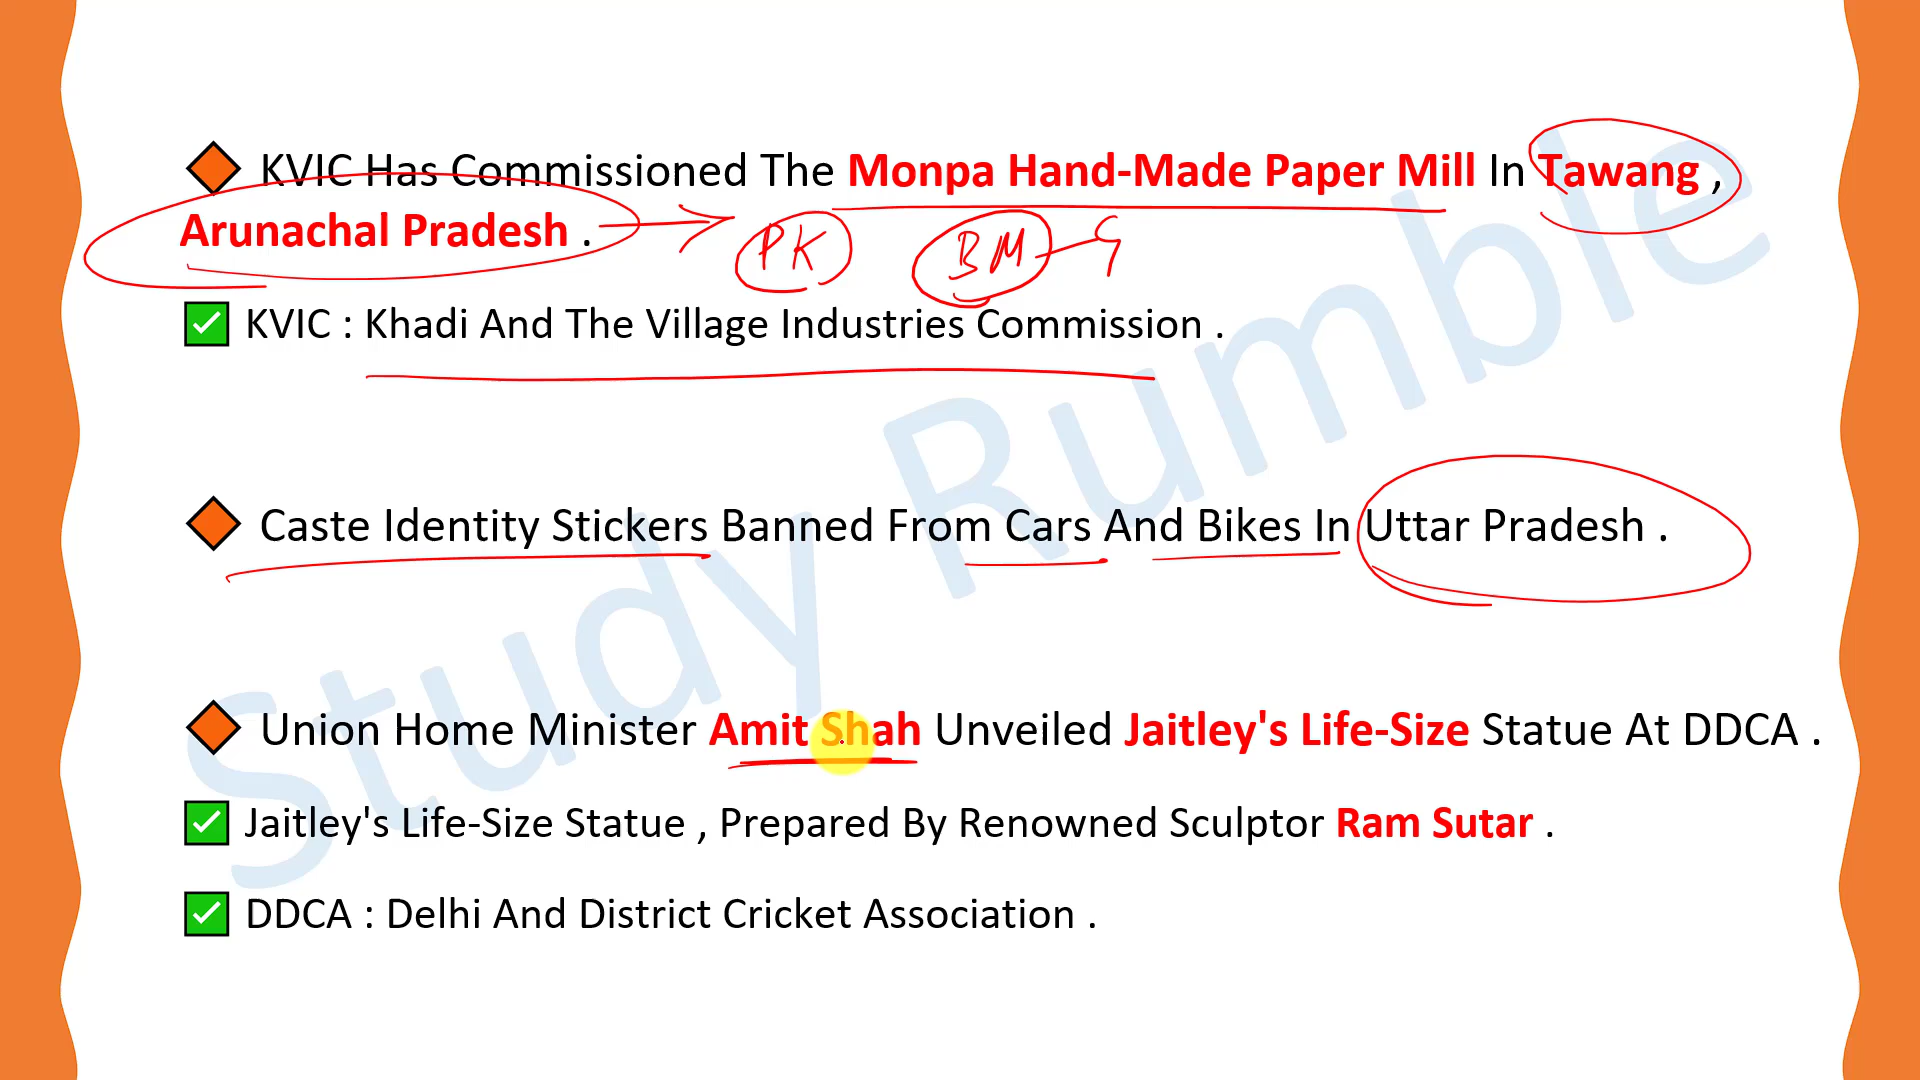 KVIC Has Commissioned The Monpa Hand-Made Paper Mill In Tawang ,
Arunachal Pradesh .
PK BM
KVIC : Khadi And The Village Industries Commission .
Caste Identity Stickers Banned From Cars And Bikes In Uttar Pradesh .
Union Home Minister Amit Shah Unveiled Jaitley's Life-Size Statue At DDCA .
Jaitley's Life-Size Statue , Prepared By Renowned Sculptor Ram Sutar .
DDCA : Delhi And District Cricket Association .
Study Rumble